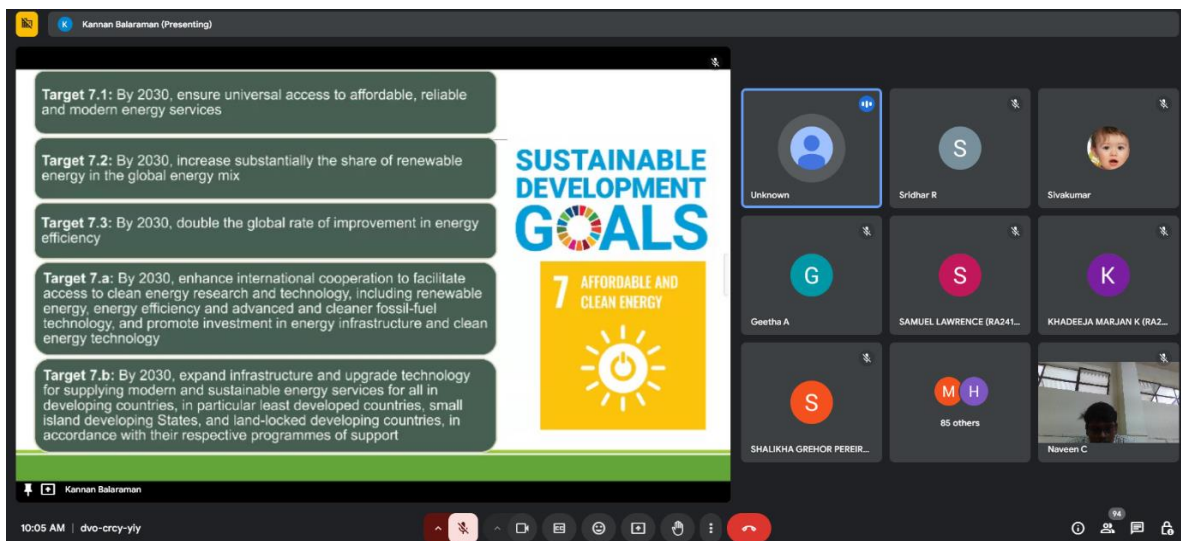 K Kannan Balaraman (Presenting)
Target 7.1: By 2030, ensure universal access to affordable, reliable
and modern energy services
Target 7.2: By 2030, increase substantially the share of renewable
energy in the global energy mix
Target 7.3: By 2030, double the global rate of improvement in energy
efficiency
Target 7.a: By 2030, enhance international cooperation to facilitate
access to clean energy research and technology, including renewable
energy, energy efficiency and advanced and cleaner fossil-fuel
technology, and promote investment in energy infrastructure and clean
energy technology
Target 7.b: By 2030, expand infrastructure and upgrade technology
for supplying modern and sustainable energy services for all in
developing countries, in particular least developed countries, small
island developing States, and land-locked developing countries, in
accordance with their respective programmes of support
SUSTAINABLE
DEVELOPMENT
GOALS
7 AFFORDABLE AND
CLEAN ENERGY
Kannan Balaraman
Unknown
S
Sridhar R
Sivakumar
G
Geetha A
S
SAMUEL LAWRENCE (RA241...
K
KHADEEJA MARJAN K (RA2...
S
SHALIKHA GREHOR PEREIR...
M H
85 others
Naveen C
10:05 AM | dvo-crcy-yiy
CC
94